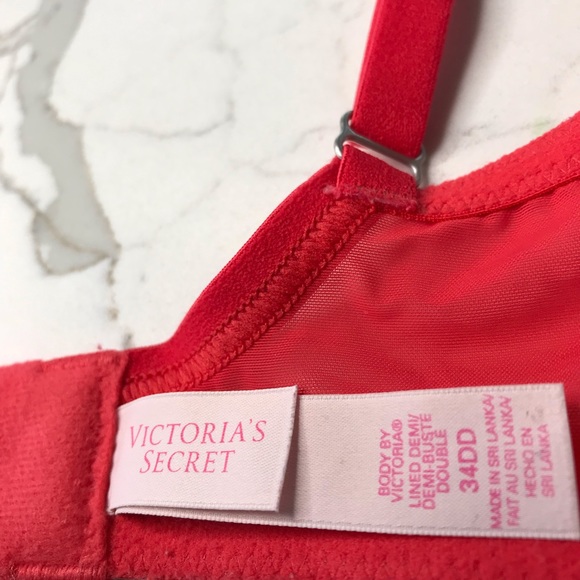 VICTORIA'S
SECRET
BODY BY
VICTORIA®
LINED DEMI/
DEMI-BUSTE
DOUBLE
34DD
MADE IN SRI LANKA/
FAIT AU SRI LANKA/
HECHO EN
SRI LANKA